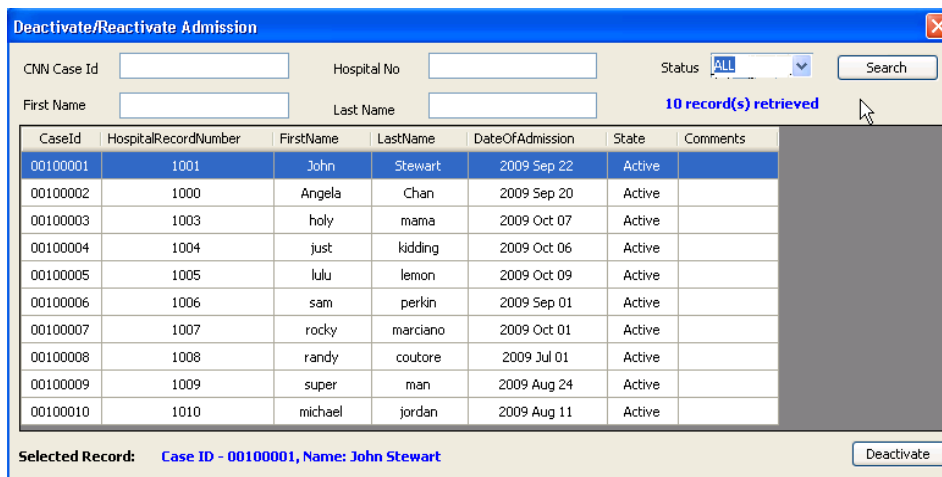 Deactivate/Reactivate Admission
CNN Case Id Hospital No Status ALL Search
First Name Last Name 10 record(s) retrieved
CaseId HospitalRecordNumber FirstName LastName DateOfAdmission State Comments
00100001 1001 John Stewart 2009 Sep 22 Active
00100002 1000 Angela Chan 2009 Sep 20 Active
00100003 1003 holy mama 2009 Oct 07 Active
00100004 1004 just kidding 2009 Oct 06 Active
00100005 1005 lulu lemon 2009 Oct 09 Active
00100006 1006 sam perkin 2009 Sep 01 Active
00100007 1007 rocky marciano 2009 Oct 01 Active
00100008 1008 randy coutore 2009 Jul 01 Active
00100009 1009 super man 2009 Aug 24 Active
00100010 1010 michael jordan 2009 Aug 11 Active
Selected Record: Case ID - 00100001, Name: John Stewart Deactivate